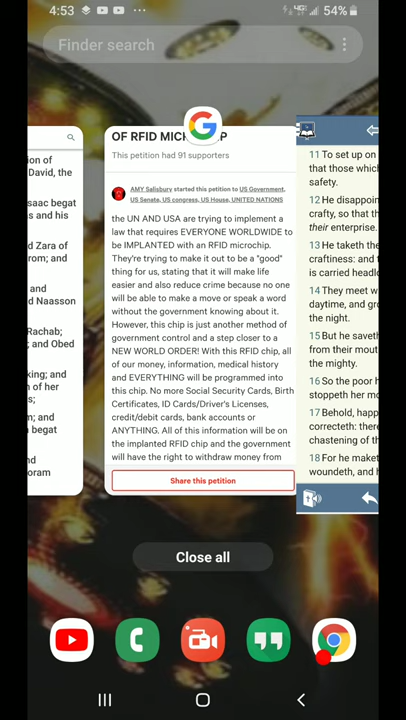 4:53
54%
Finder search
ion of
David, the
saac begat
s and his
Zara of
rom; and
and
Naasson
Rachab;
; and Obed
king; and
n of her
s;
m; and
begat
nd
oram
OF RFID MICROCHIP
This petition had 91 supporters
AMY Salisbury started this petition to US Government,
US Senate, US congress, US House, UNITED NATIONS
the UN AND USA are trying to implement a
law that requires EVERYONE WORLDWIDE to
be IMPLANTED with an RFID microchip.
They're trying to make it out to be a "good"
thing for us, stating that it will make life
easier and also reduce crime because no one
will be able to make a move or speak a word
without the government knowing about it.
However, this chip is just another method of
government control and a step closer to a
NEW WORLD ORDER! With this RFID chip, all
of our money, information, medical history
and EVERYTHING will be programmed into
this chip. No more Social Security Cards, Birth
Certificates, ID Cards/Driver's Licenses,
credit/debit cards, bank accounts or
ANYTHING. All of this information will be on
the implanted RFID chip and the government
will have the right to withdraw money from
Share this petition
11 To set up on
that those which
safety.
12 He disappoin
crafty, so that th
their enterprise.
13 He taketh the
craftiness: and t
is carried headlo
14 They meet w
daytime, and gro
the night.
15 But he saveth
from their mout
the mighty.
16 So the poor h
stoppeth her mo
17 Behold, happ
correcteth: there
chastening of th
18 For he maket
woundeth, and h
Close all